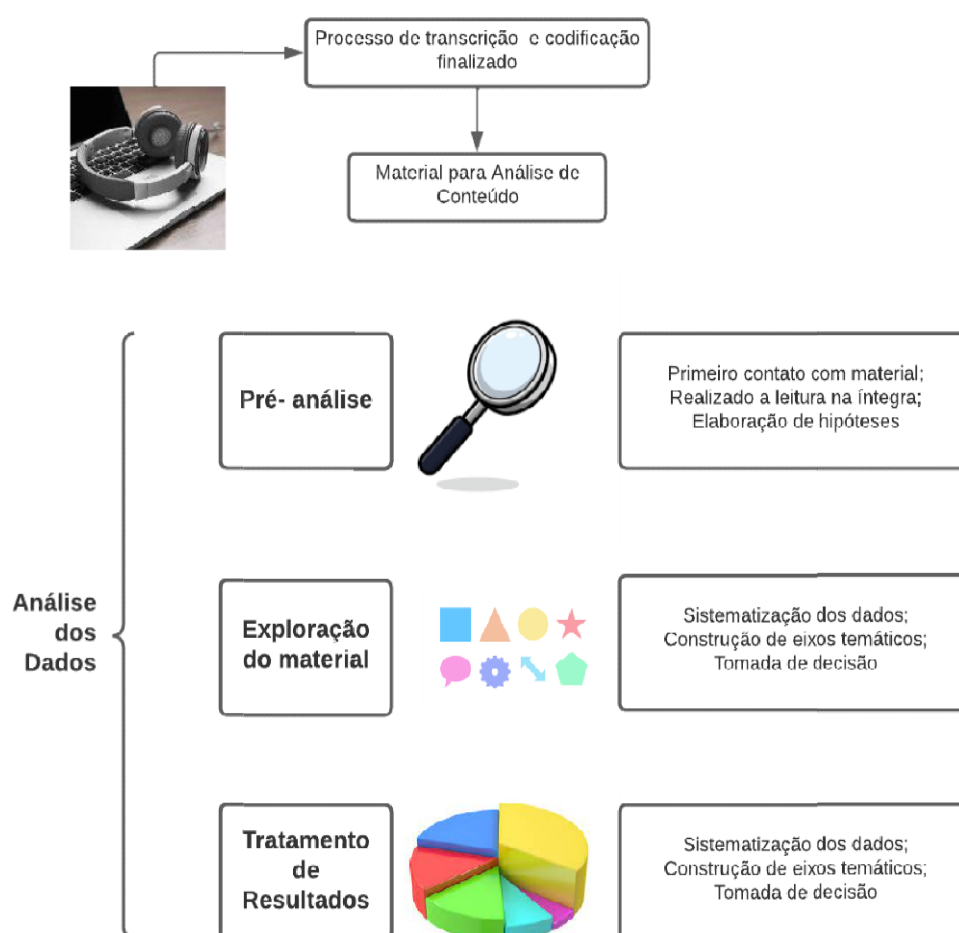 Processo de transcrição e codificação
finalizado
Material para Análise de
Conteúdo
Análise
dos
Dados
Pré- análise
Primeiro contato com material;
Realizado a leitura na íntegra;
Elaboração de hipóteses
Exploração
do material
Sistematização dos dados;
Construção de eixos temáticos;
Tomada de decisão
Tratamento
de
Resultados
Sistematização dos dados;
Construção de eixos temáticos;
Tomada de decisão